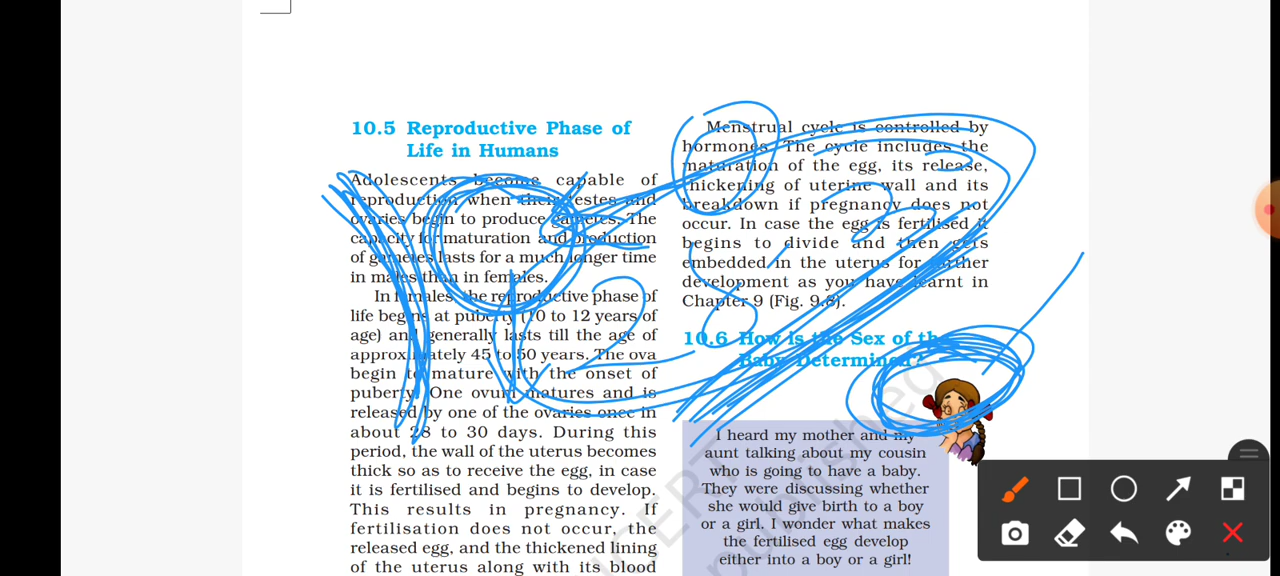 10.5 Reproductive Phase of
Life in Humans
Adolescents become capable of
reproduction when their testes and
ovaries begin to produce gametes. The
capacity for maturation and production
of gametes lasts for a much longer time
in males than in females.
In females, the reproductive phase of
life begins at puberty (10 to 12 years of
age) and generally lasts till the age of
approximately 45 to 50 years. The ova
begin to mature with the onset of
puberty. One ovum matures and is
released by one of the ovaries once in
about 28 to 30 days. During this
period, the wall of the uterus becomes
thick so as to receive the egg, in case
it is fertilised and begins to develop.
This results in pregnancy. If
fertilisation does not occur, the
released egg, and the thickened lining
of the uterus along with its blood
Menstrual cycle is controlled by
hormones. The cycle includes the
maturation of the egg, its release,
thickening of uterine wall and its
breakdown if pregnancy does not
occur. In case the egg is fertilised it
begins to divide and then gets
embedded in the uterus for further
development as you have learnt in
Chapter 9 (Fig. 9.8).
10.6 How is the Sex of the
Baby Determined?
I heard my mother and my
aunt talking about my cousin
who is going to have a baby.
They were discussing whether
she would give birth to a boy
or a girl. I wonder what makes
the fertilised egg develop
either into a boy or a girl!